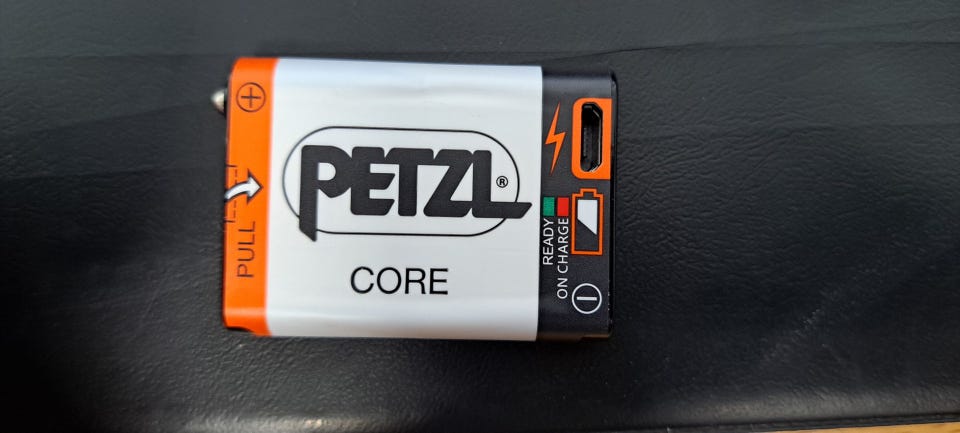 PETZL®
CORE
PULL
READY
ON CHARGE